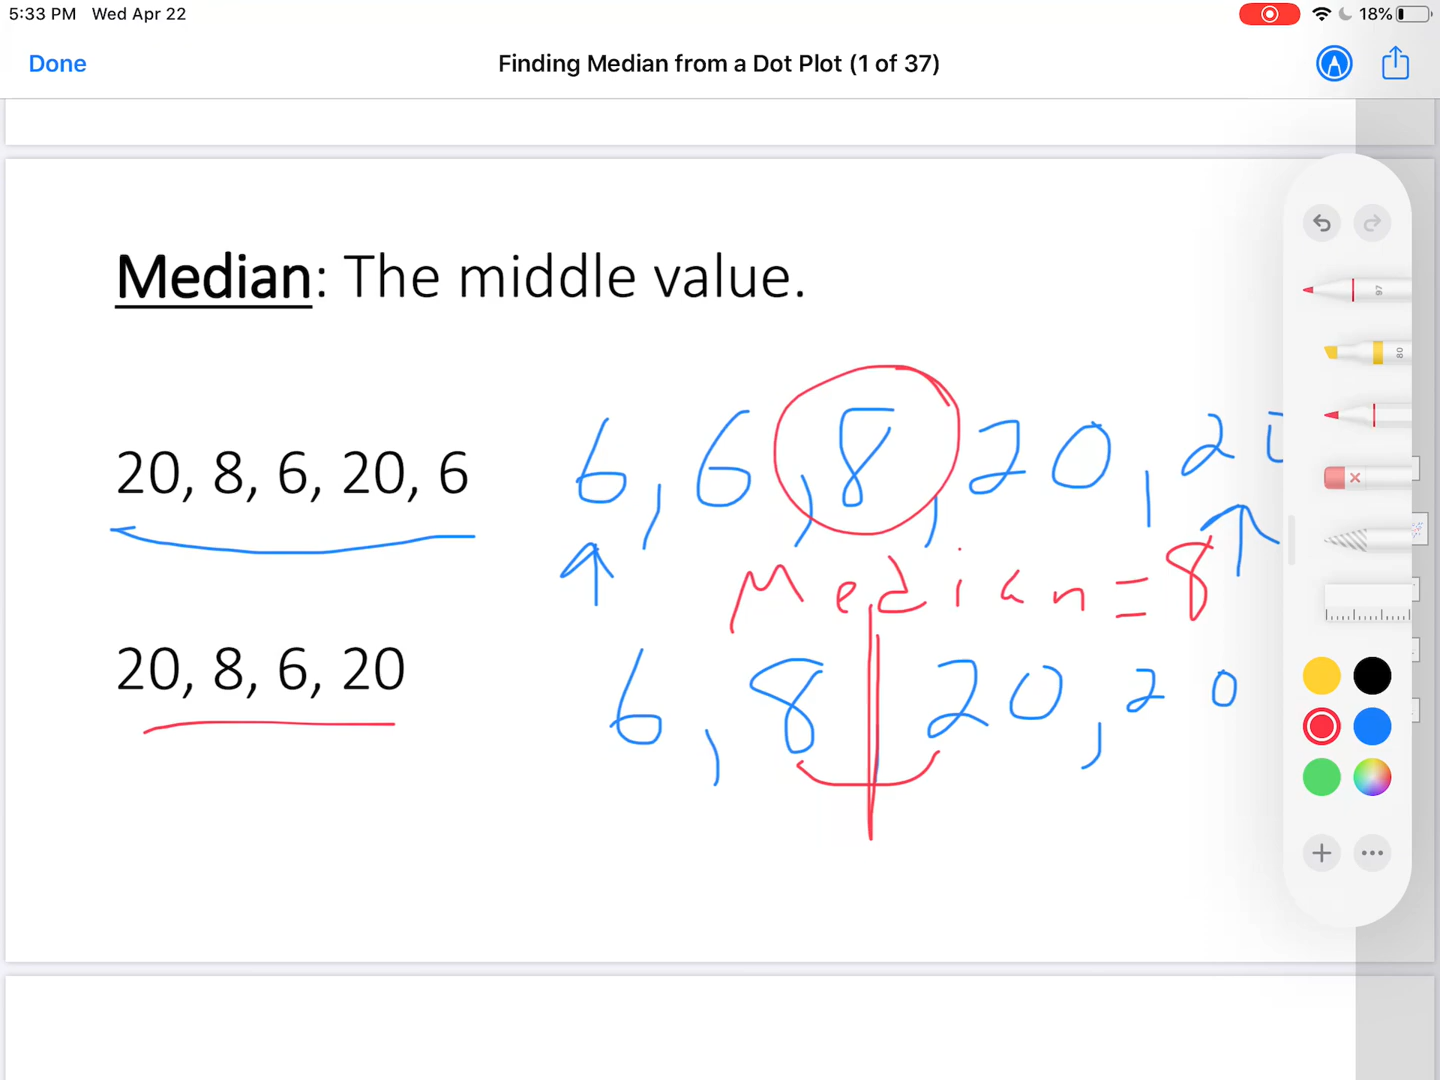 5:33 PM Wed Apr 22 18%
Done Finding Median from a Dot Plot (1 of 37)
Median: The middle value.
20, 8, 6, 20, 6 6, 6, 8, 20, 20
Median = 8
20, 8, 6, 20 6, 8 20, 20
97
80